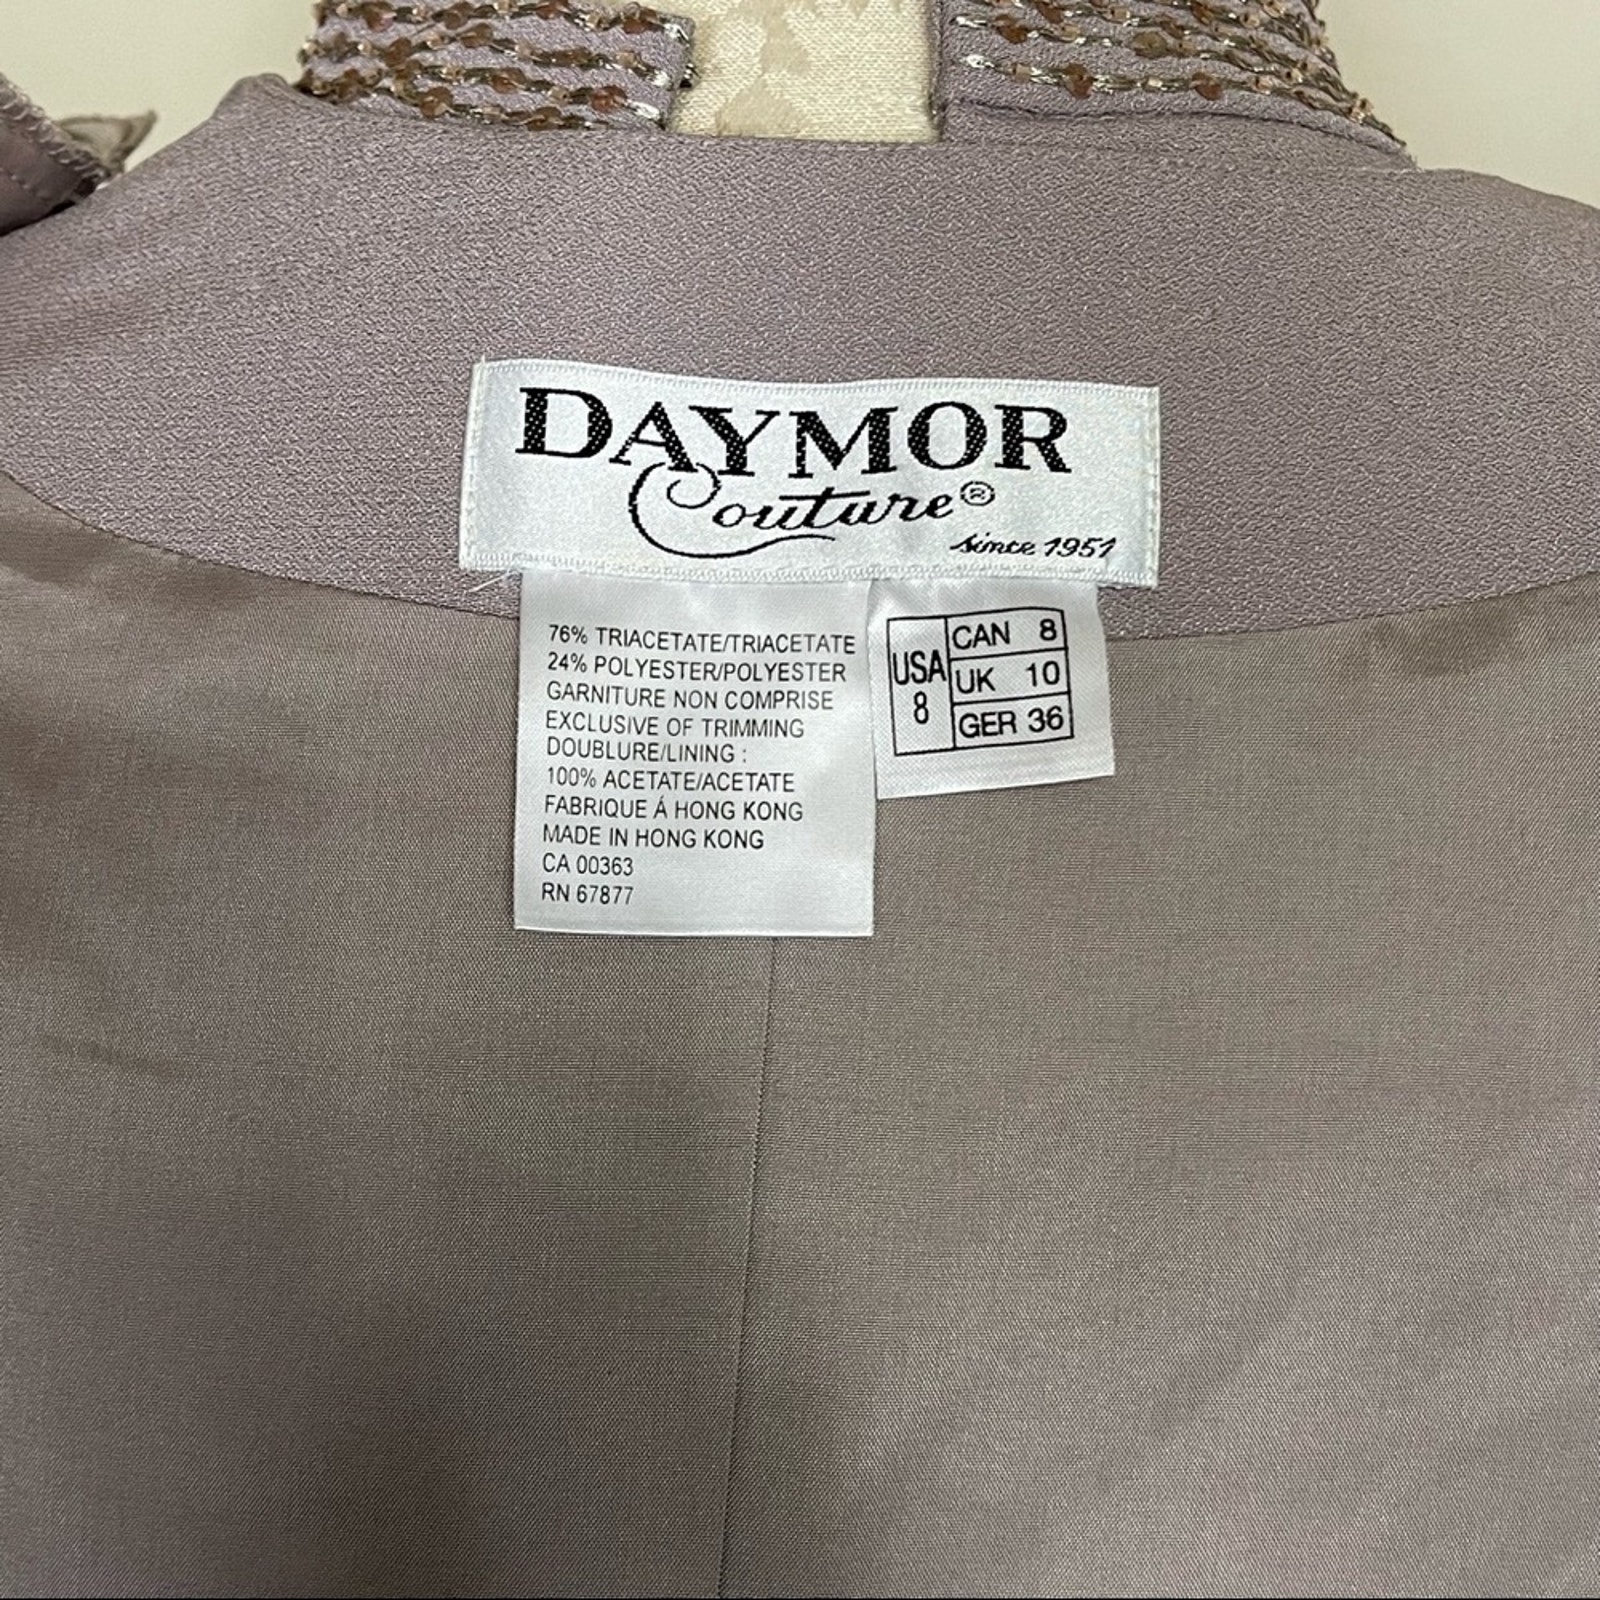 DAYMOR
Couture®
since 1951
76% TRIACETATE/TRIACETATE
24% POLYESTER/POLYESTER
GARNITURE NON COMPRISE
EXCLUSIVE OF TRIMMING
DOUBLURE/LINING :
100% ACETATE/ACETATE
FABRIQUE Á HONG KONG
MADE IN HONG KONG
CA 00363
RN 67877
USA
8
CAN 8
UK 10
GER 36